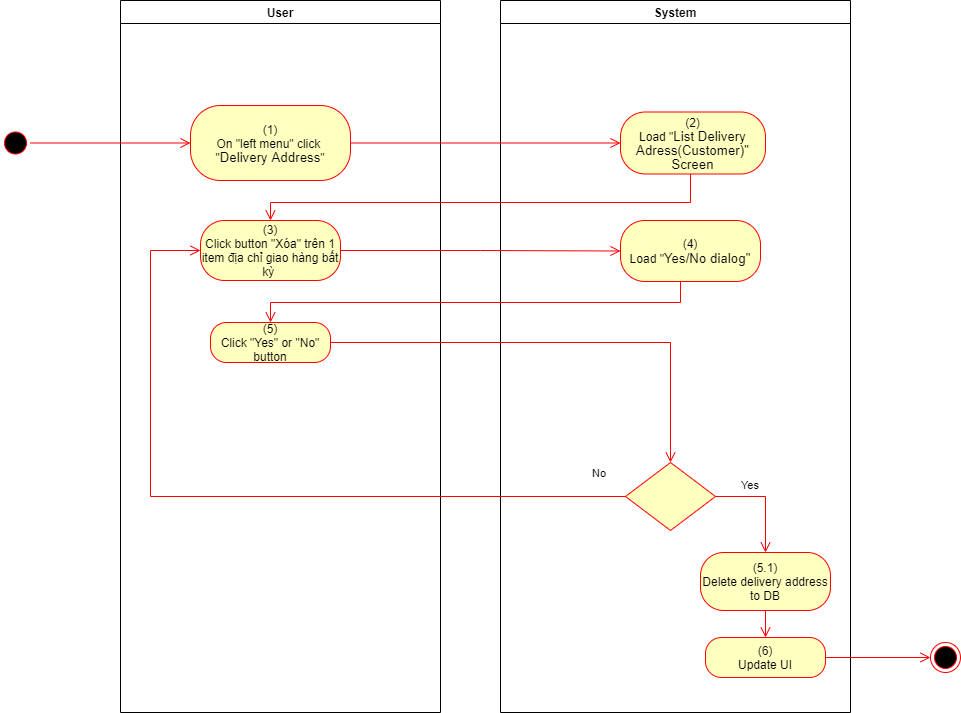 User
System
(1)
On "left menu" click
"Delivery Address"
(2)
Load "List Delivery
Adress(Customer)"
Screen
(3)
Click button "Xóa" trên 1
item địa chỉ giao hàng bất
kỳ
(4)
Load "Yes/No dialog"
(5)
Click "Yes" or "No"
button
No
Yes
(5.1)
Delete delivery address
to DB
(6)
Update UI